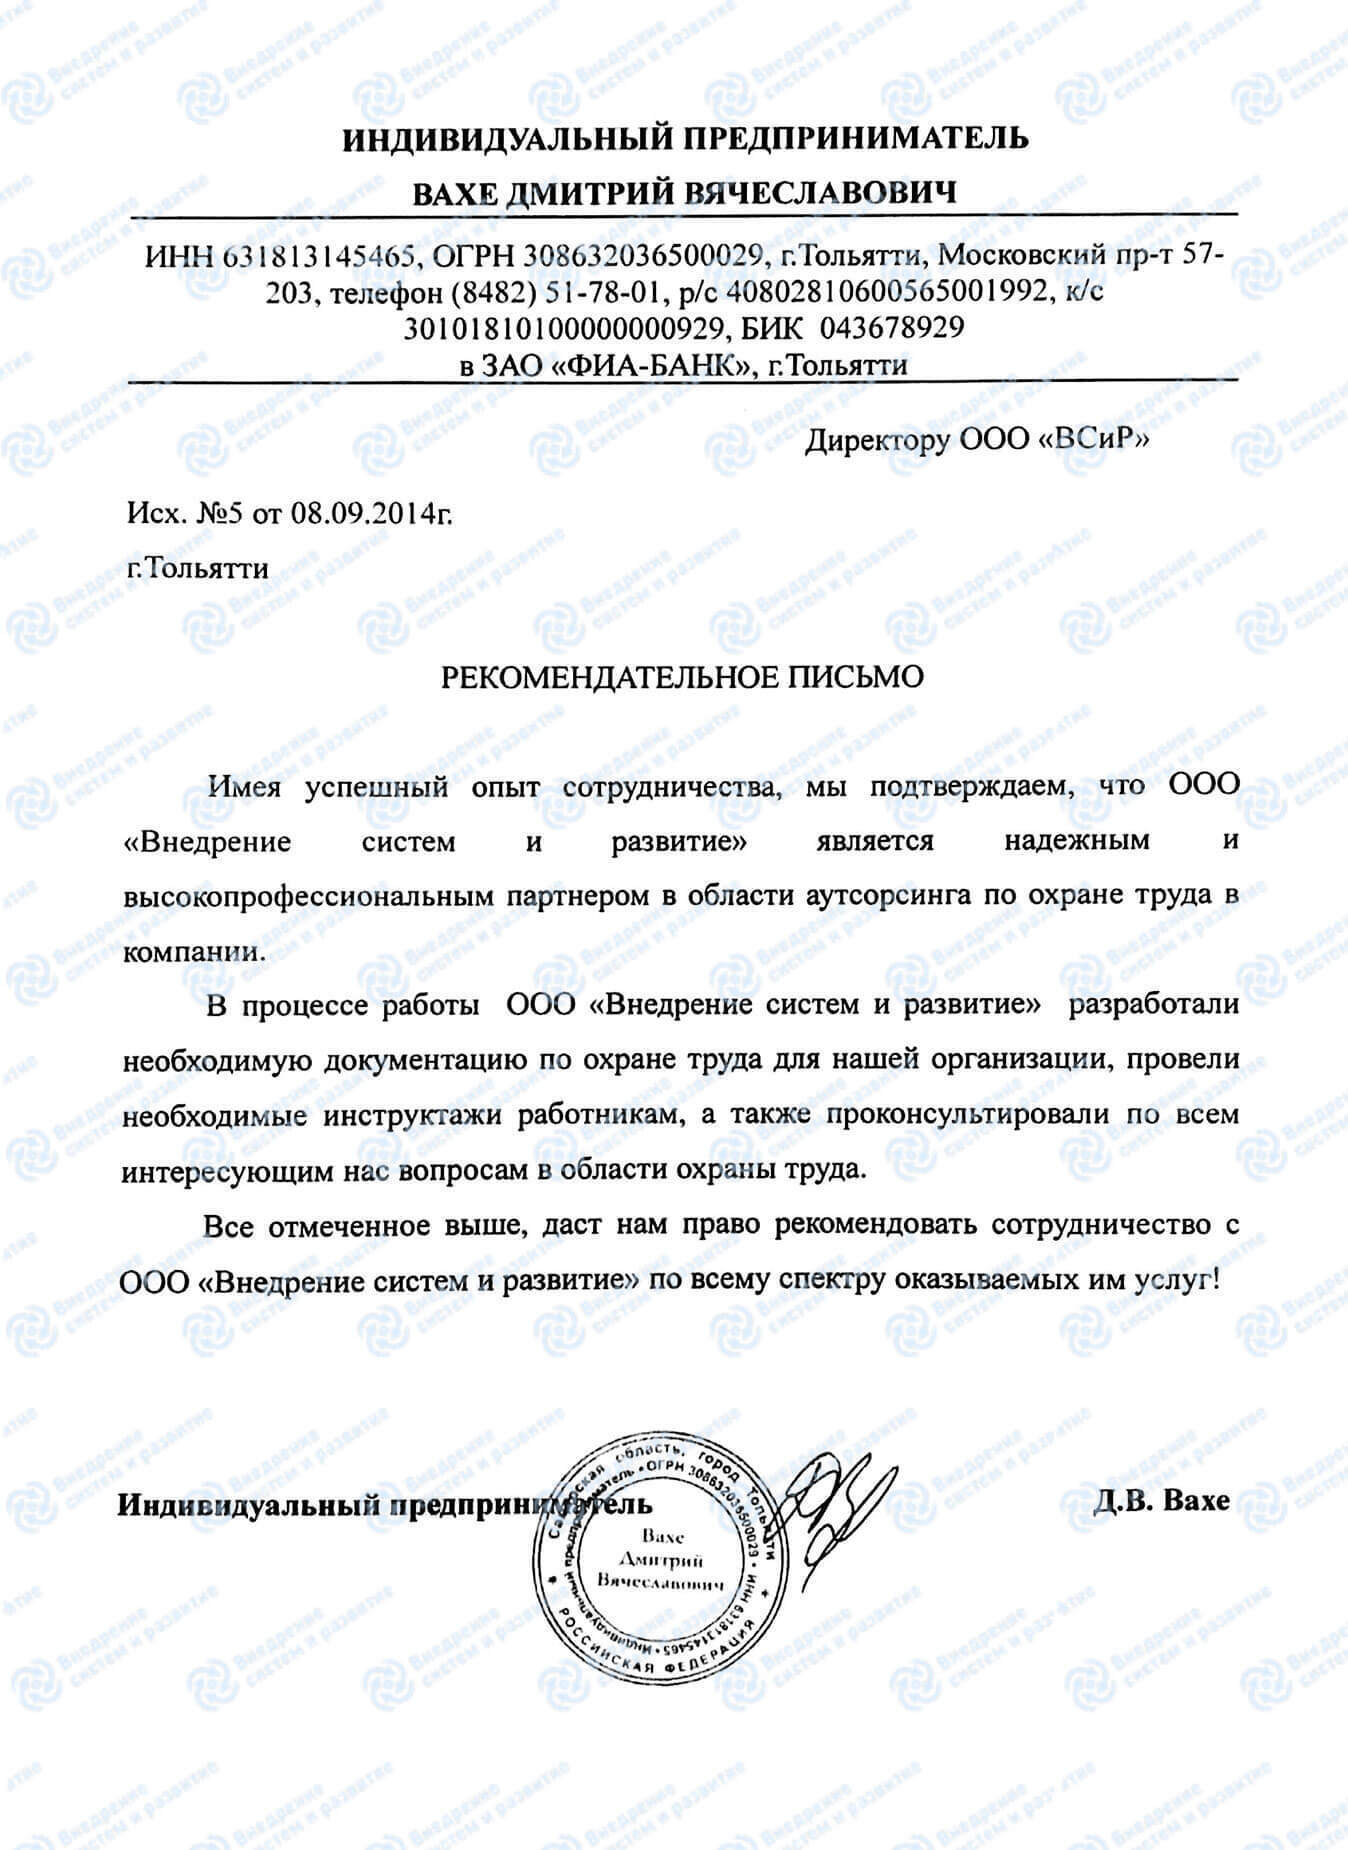 ИНДИВИДУАЛЬНЫЙ ПРЕДПРИНИМАТЕЛЬ
ВАХЕ ДМИТРИЙ ВЯЧЕСЛАВОВИЧ
ИНН 631813145465, ОГРН 308632036500029, г.Тольятти, Московский пр-т 57-
203, телефон (8482) 51-78-01, р/с 40802810600565001992, к/с
30101810100000000929, БИК 043678929
в ЗАО «ФИА-БАНК», г.Тольятти
Директору ООО «ВСиР»
Исх. №5 от 08.09.2014г.
г.Тольятти
РЕКОМЕНДАТЕЛЬНОЕ ПИСЬМО
Имея успешный опыт сотрудничества, мы подтверждаем, что ООО
«Внедрение систем и развитие» является надежным и
высокопрофессиональным партнером в области аутсорсинга по охране труда в
компании.
В процессе работы ООО «Внедрение систем и развитие» разработали
необходимую документацию по охране труда для нашей организации, провели
необходимые инструктажи работникам, а также проконсультировали по всем
интересующим нас вопросам в области охраны труда.
Все отмеченное выше, даст нам право рекомендовать сотрудничество с
ООО «Внедрение систем и развитие» по всему спектру оказываемых им услуг!
Индивидуальный предприниматель
Д.В. Вахе
Самарская область, город Тольятти
РОССИЙСКАЯ ФЕДЕРАЦИЯ
Индивидуальный предприниматель • ОГРН 308632036500029 • ИНН 631813145465 •
Вахе
Дмитрий
Вячеславович
Внедрение
систем и развитие